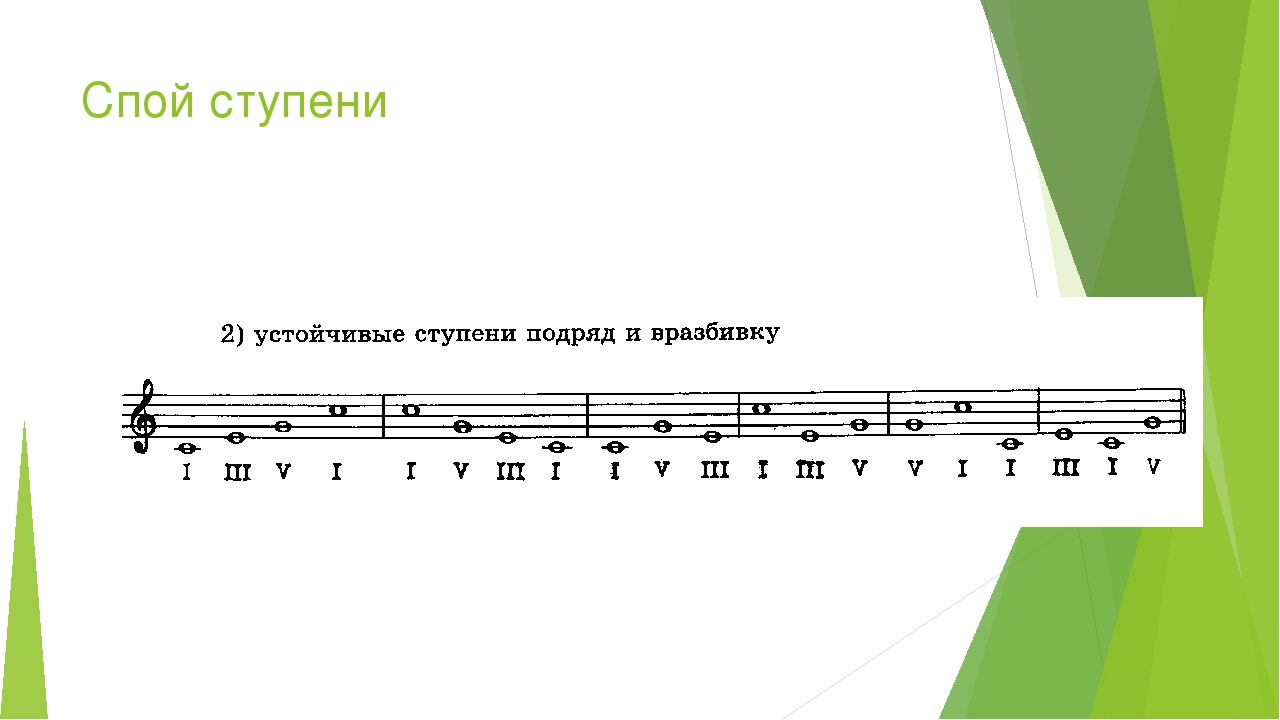 Спой ступени
2) устойчивые ступени подряд и вразбивку
I III V I I V III I I V III I III V V I I III I V